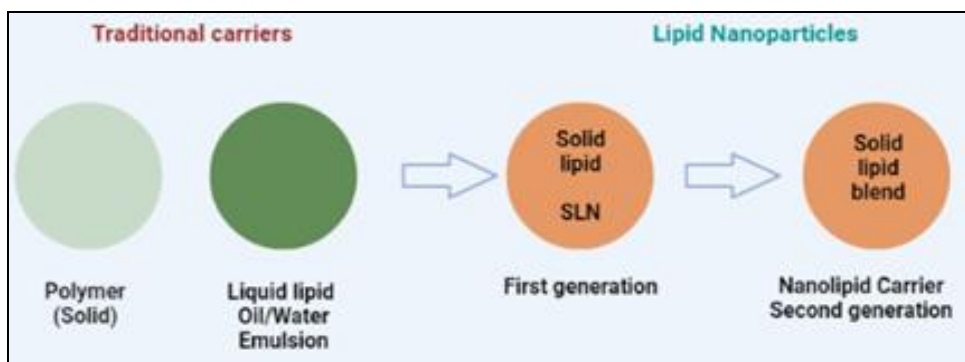 Traditional carriers
Lipid Nanoparticles
Solid
lipid
SLN
Solid
lipid
blend
Polymer
(Solid)
Liquid lipid
Oil/Water
Emulsion
First generation
Nanolipid Carrier
Second generation